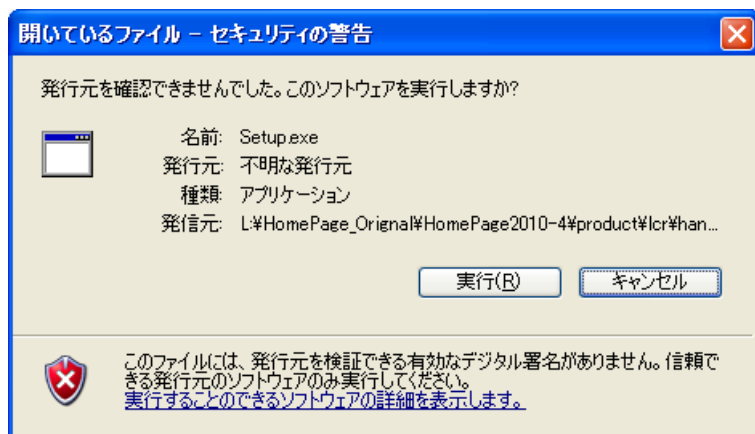 開いているファイル - セキュリティの警告
発行元を確認できませんでした。このソフトウェアを実行しますか?
名前: Setup.exe
発行元: 不明な発行元
種類: アプリケーション
発信元: L:¥HomePage_Orignal¥HomePage2010-4¥product¥lcr¥han...
実行(R) キャンセル
このファイルには、発行元を検証できる有効なデジタル署名がありません。信頼で
きる発行元のソフトウェアのみ実行してください。
実行することのできるソフトウェアの詳細を表示します。